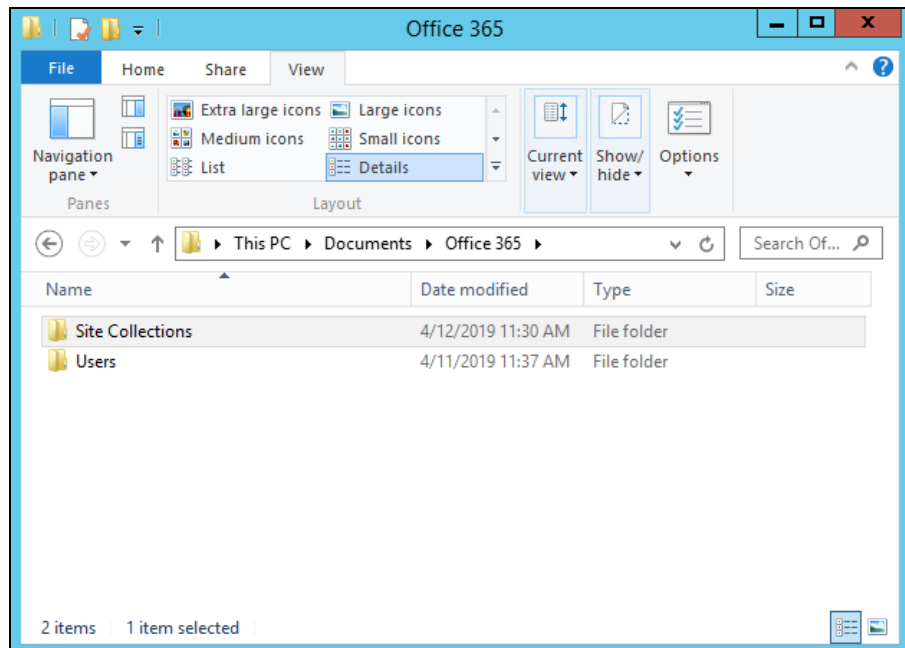 Office 365
File Home Share View
Extra large icons Large icons
Medium icons Small icons
List Details
Navigation pane
Current view
Show/ hide
Options
Panes Layout
This PC Documents Office 365
Search Of...
Name Date modified Type Size
Site Collections 4/12/2019 11:30 AM File folder
Users 4/11/2019 11:37 AM File folder
2 items 1 item selected